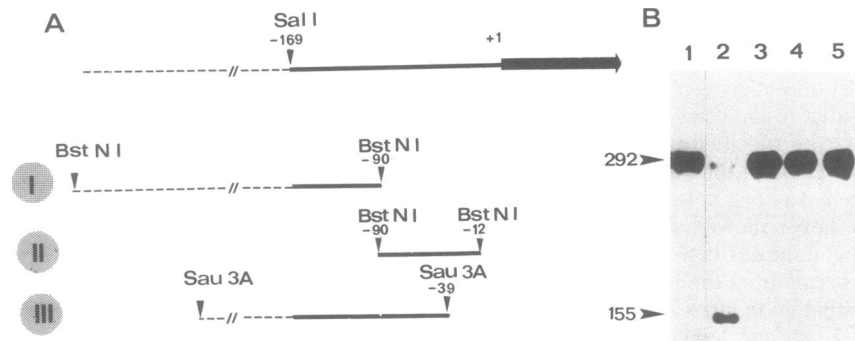 A
B
Sal I
-169
+1
1 2 3 4 5
Bst N I
Bst N I
-90
I
292
Bst N I
-90
Bst N I
-12
II
Sau 3A
Sau 3A
-39
III
155